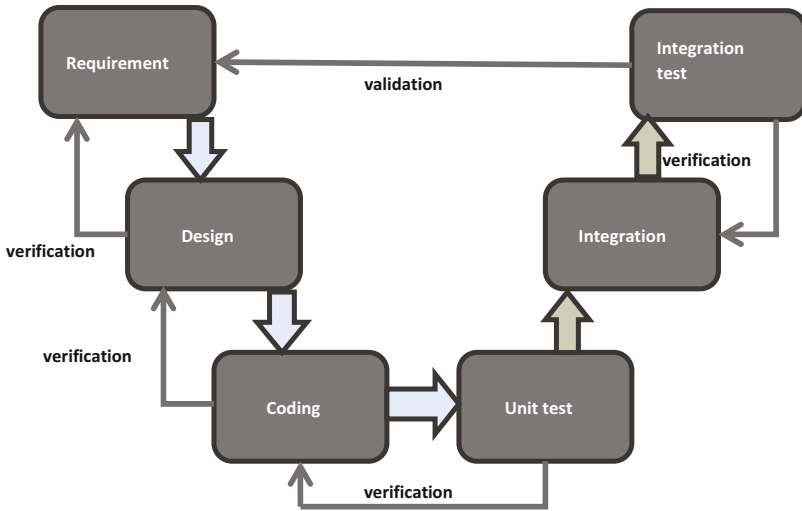 Requirement
Integration
test
validation
verification
Design
Integration
verification
verification
Coding
Unit test
verification